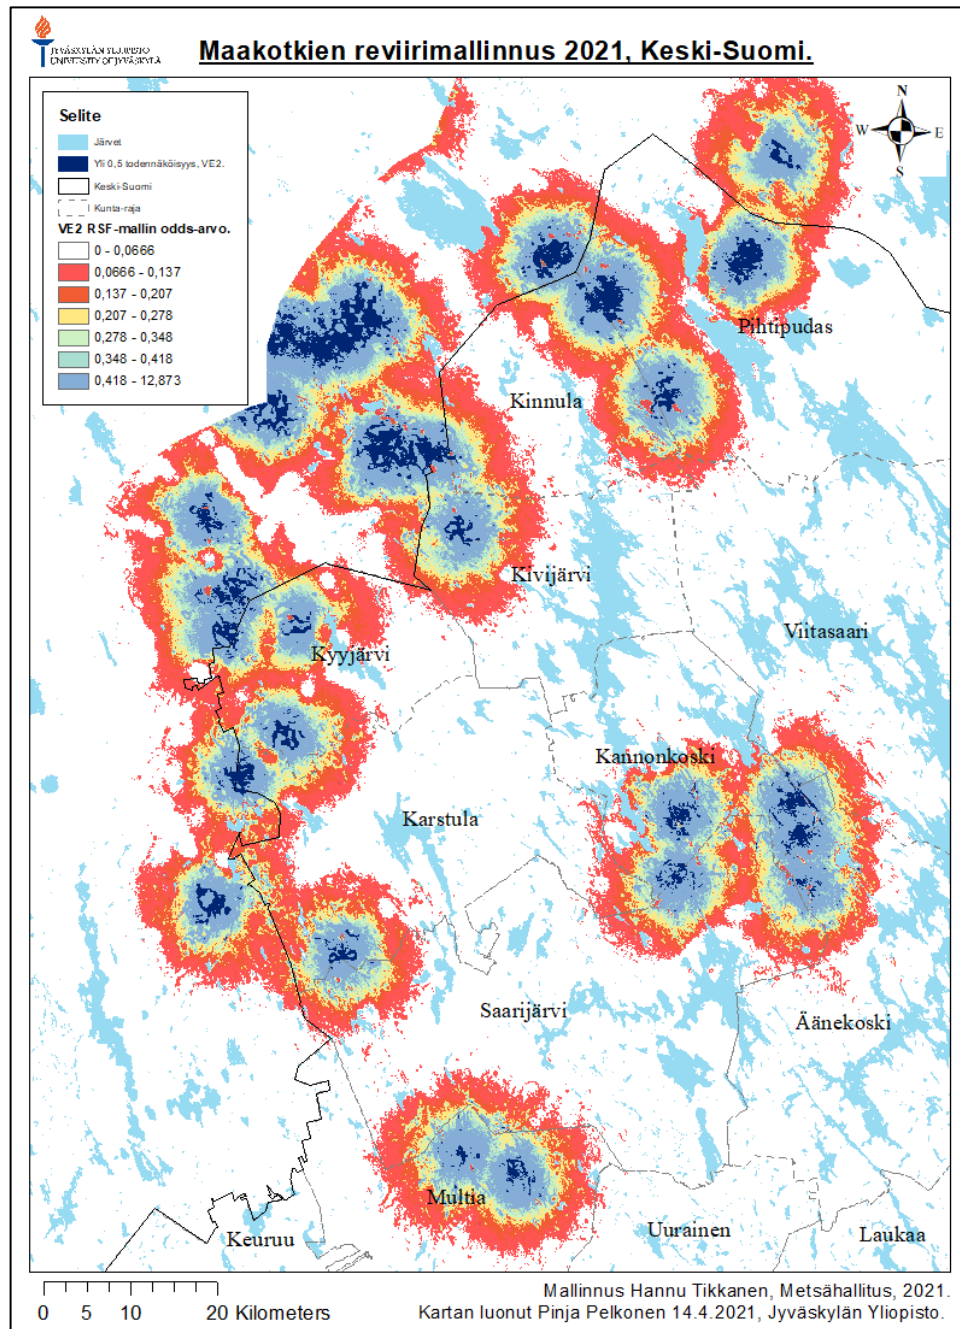 JYVÄSKYLÄN YLIOPISTO
UNIVERSITY OF JYVÄSKYLÄ
Maakotkien reviirimallinnus 2021, Keski-Suomi.
Selite
Järvet
Yli 0,5 todennäköisyys, VE2.
Keski-Suomi
Kunta-raja
VE2 RSF-mallin odds-arvo.
0 - 0,0666
0,0666 - 0,137
0,137 - 0,207
0,207 - 0,278
0,278 - 0,348
0,348 - 0,418
0,418 - 12,873
N
W E
S
Pihtipudas
Kinnula
Kivijärvi
Viitasaari
Kyyjärvi
Kannonkoski
Karstula
Saarijärvi
Äänekoski
Multia
Keuruu
Uurainen
Laukaa
0 5 10 20 Kilometers
Mallinnus Hannu Tikkanen, Metsähallitus, 2021.
Kartan luonut Pinja Pelkonen 14.4.2021, Jyväskylän Yliopisto.